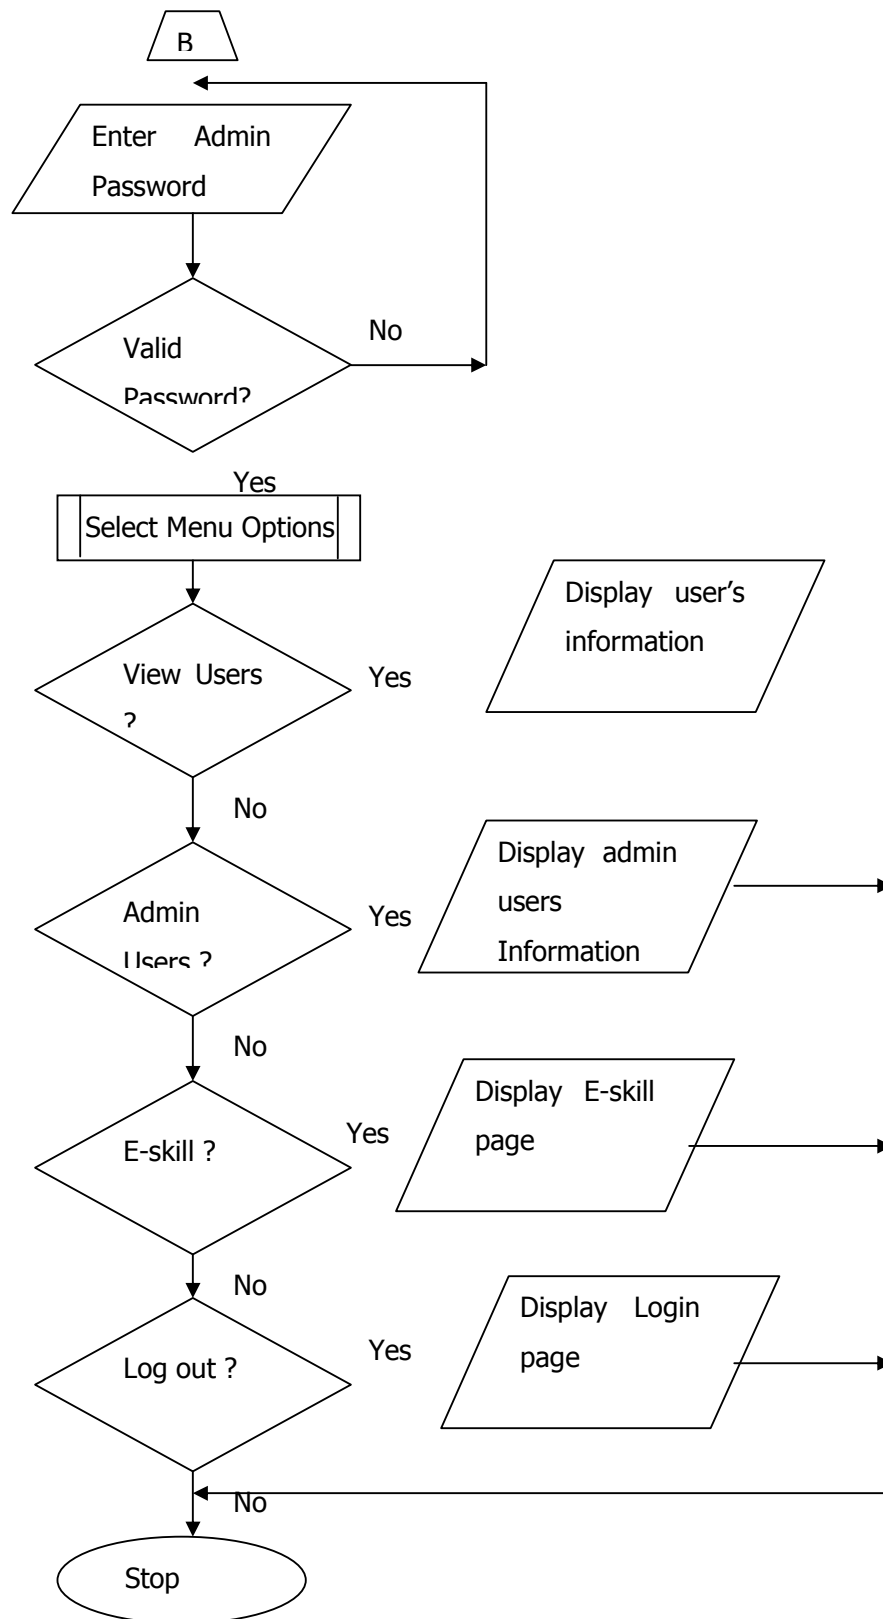 B
Enter Admin
Password
No
Valid
Password?
Yes
Select Menu Options
Display user's
information
View Users
?
Yes
No
Display admin
users
Information
Admin
Users ?
Yes
No
Display E-skill
page
E-skill ?
Yes
No
Display Login
page
Log out ?
Yes
No
Stop